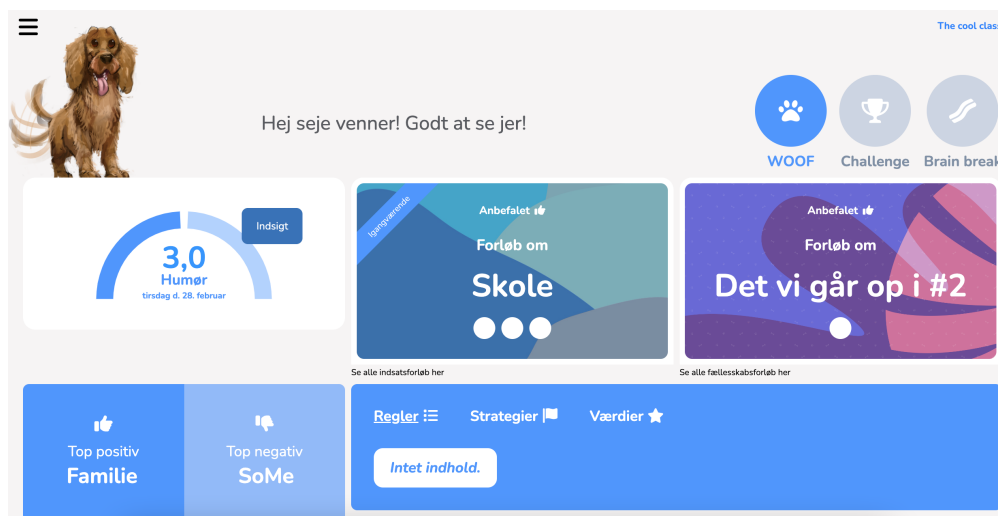 The cool clas
Hej seje venner! Godt at se jer!
WOOF
Challenge
Brain break
Indsigt
3,0
Humør
tirsdag d. 28. februar
Igangværende
Anbefalet
Forløb om
Skole
Se alle indsatsforløb her
Anbefalet
Forløb om
Det vi går op i #2
Se alle fællesskabsforløb her
Top positiv
Familie
Top negativ
SoMe
Regler
Strategier
Værdier
Intet indhold.